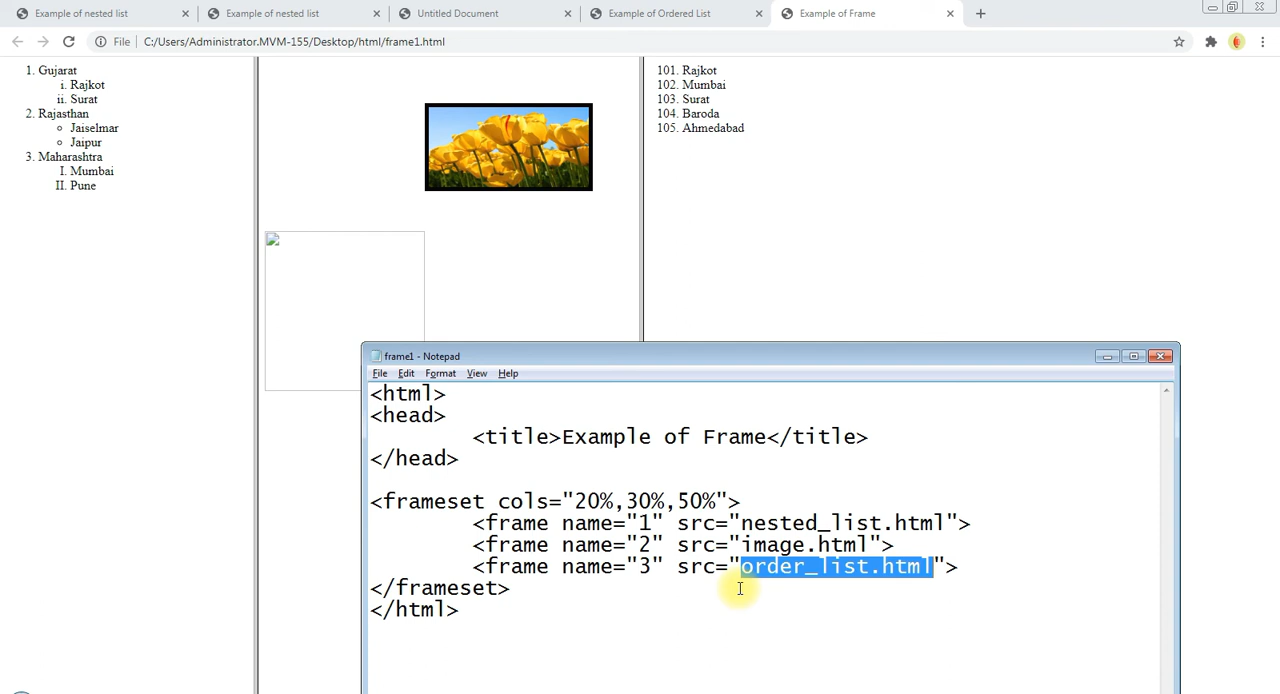 Example of nested list
Example of nested list
Untitled Document
Example of Ordered List
Example of Frame
File
C:/Users/Administrator.MVM-155/Desktop/html/frame1.html
1. Gujarat
i. Rajkot
ii. Surat
2. Rajasthan
Jaiselmar
Jaipur
3. Maharashtra
I. Mumbai
II. Pune
101. Rajkot
102. Mumbai
103. Surat
104. Baroda
105. Ahmedabad
frame1 - Notepad
File Edit Format View Help
<html>
<head>
<title>Example of Frame</title>
</head>
<frameset cols="20%,30%,50%">
<frame name="1" src="nested_list.html">
<frame name="2" src="image.html">
<frame name="3" src="order_list.html">
</frameset>
</html>